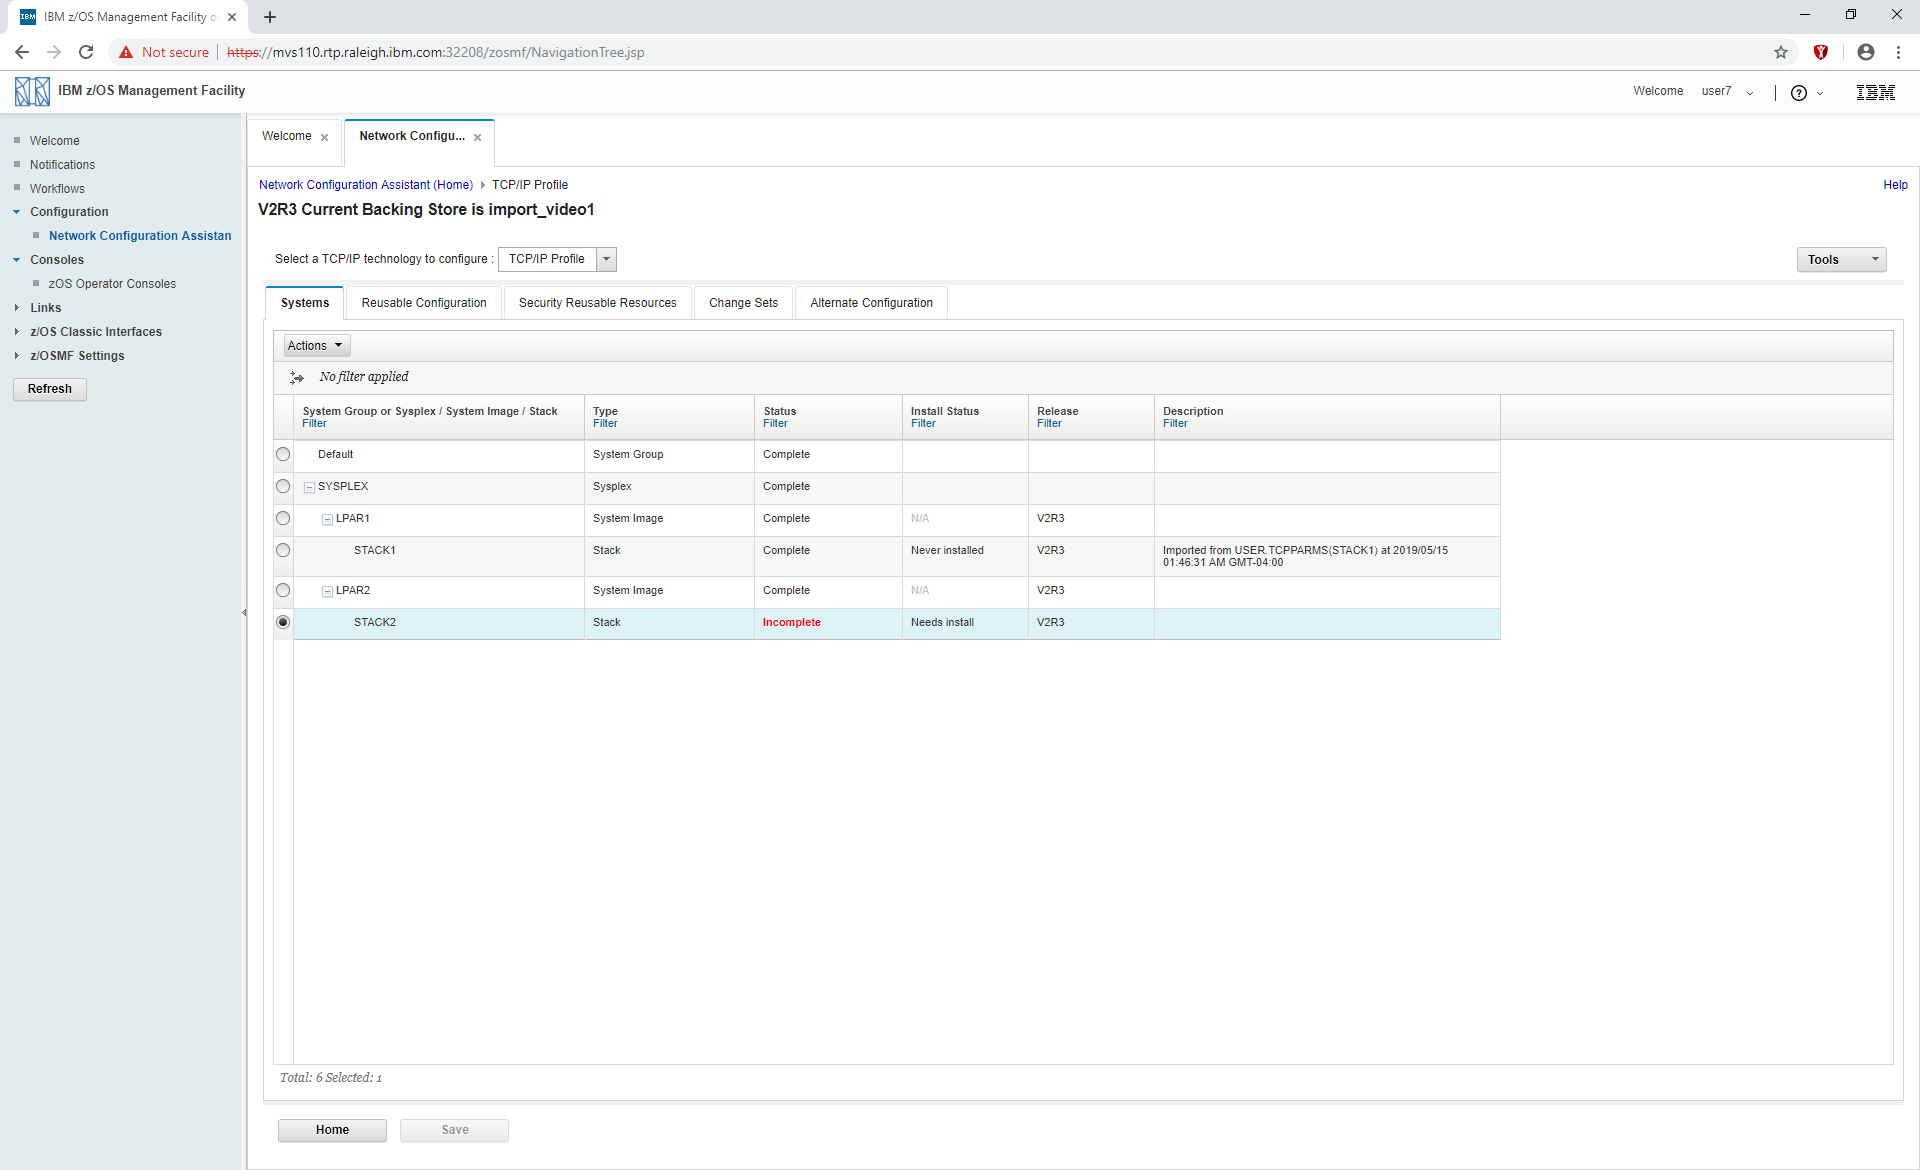 IBM z/OS Management Facility o
Not secure
https://mvs110.rtp.raleigh.ibm.com:32208/zosmf/NavigationTree.jsp
IBM z/OS Management Facility
Welcome user7
IBM
Welcome
Notifications
Workflows
Configuration
Network Configuration Assistan
Consoles
zOS Operator Consoles
Links
z/OS Classic Interfaces
z/OSMF Settings
Refresh
Welcome
Network Configu...
Network Configuration Assistant (Home) TCP/IP Profile
Help
V2R3 Current Backing Store is import_video1
Select a TCP/IP technology to configure : TCP/IP Profile
Tools
Systems Reusable Configuration Security Reusable Resources Change Sets Alternate Configuration
Actions
No filter applied
System Group or Sysplex / System Image / Stack Type Status Install Status Release Description
Filter Filter Filter Filter Filter Filter
Default System Group Complete
SYSPLEX Sysplex Complete
LPAR1 System Image Complete N/A V2R3
STACK1 Stack Complete Never installed V2R3 Imported from USER.TCPPARMS(STACK1) at 2019/05/15
01:46:31 AM GMT-04:00
LPAR2 System Image Complete N/A V2R3
STACK2 Stack Incomplete Needs install V2R3
Total: 6 Selected: 1
Home Save